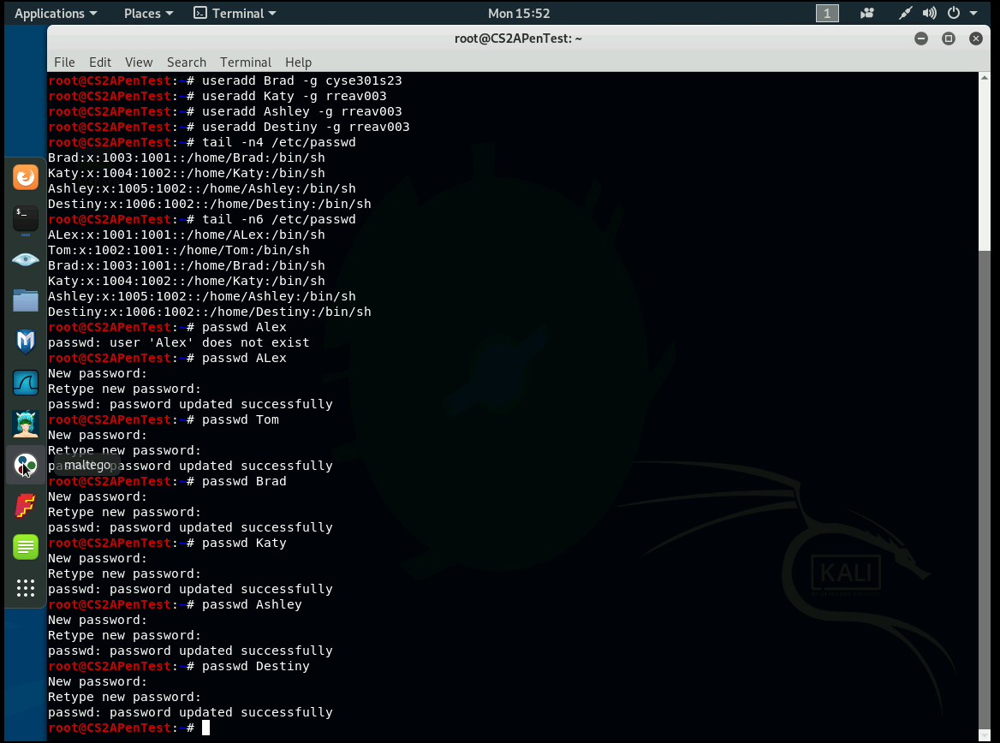 Applications Places Terminal Mon 15:52 1
root@CS2APenTest: ~
File Edit View Search Terminal Help
root@CS2APenTest:~# useradd Brad -g cyse301s23
root@CS2APenTest:~# useradd Katy -g rreav003
root@CS2APenTest:~# useradd Ashley -g rreav003
root@CS2APenTest:~# useradd Destiny -g rreav003
root@CS2APenTest:~# tail -n4 /etc/passwd
Brad:x:1003:1001::/home/Brad:/bin/sh
Katy:x:1004:1002::/home/Katy:/bin/sh
Ashley:x:1005:1002::/home/Ashley:/bin/sh
Destiny:x:1006:1002::/home/Destiny:/bin/sh
root@CS2APenTest:~# tail -n6 /etc/passwd
ALex:x:1001:1001::/home/ALex:/bin/sh
Tom:x:1002:1001::/home/Tom:/bin/sh
Brad:x:1003:1001::/home/Brad:/bin/sh
Katy:x:1004:1002::/home/Katy:/bin/sh
Ashley:x:1005:1002::/home/Ashley:/bin/sh
Destiny:x:1006:1002::/home/Destiny:/bin/sh
root@CS2APenTest:~# passwd Alex
passwd: user 'Alex' does not exist
root@CS2APenTest:~# passwd ALex
New password:
Retype new password:
passwd: password updated successfully
root@CS2APenTest:~# passwd Tom
New password:
Retype new password:
passwd: password updated successfully
maltego
root@CS2APenTest:~# passwd Brad
New password:
Retype new password:
passwd: password updated successfully
root@CS2APenTest:~# passwd Katy
New password:
Retype new password:
passwd: password updated successfully
KALI
root@CS2APenTest:~# passwd Ashley
New password:
Retype new password:
passwd: password updated successfully
root@CS2APenTest:~# passwd Destiny
New password:
Retype new password:
passwd: password updated successfully
root@CS2APenTest:~#